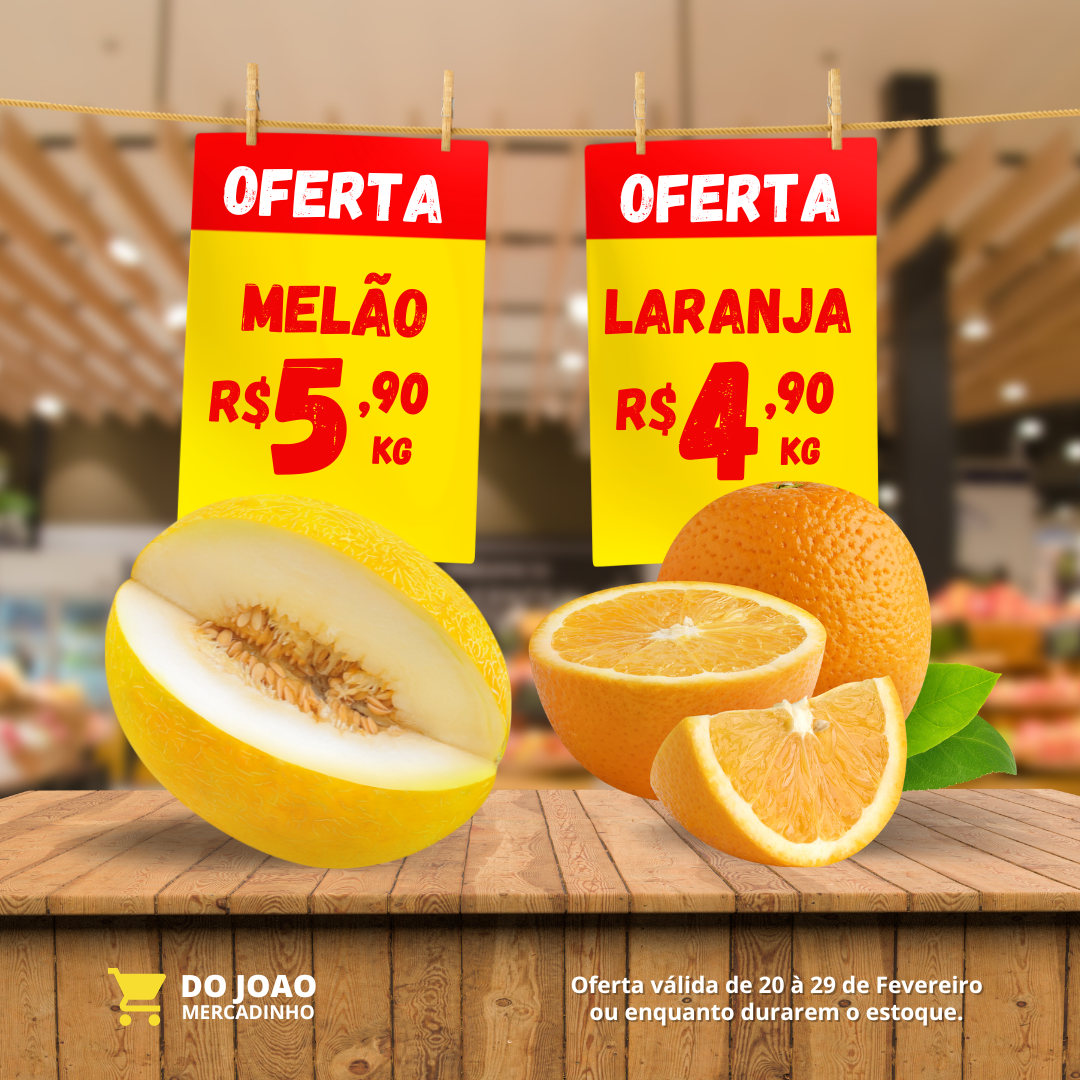 OFERTA
MELÃO
R$5,90
KG
OFERTA
LARANJA
R$4,90
KG
DO JOAO
MERCADINHO
Oferta válida de 20 à 29 de Fevereiro
ou enquanto durarem o estoque.